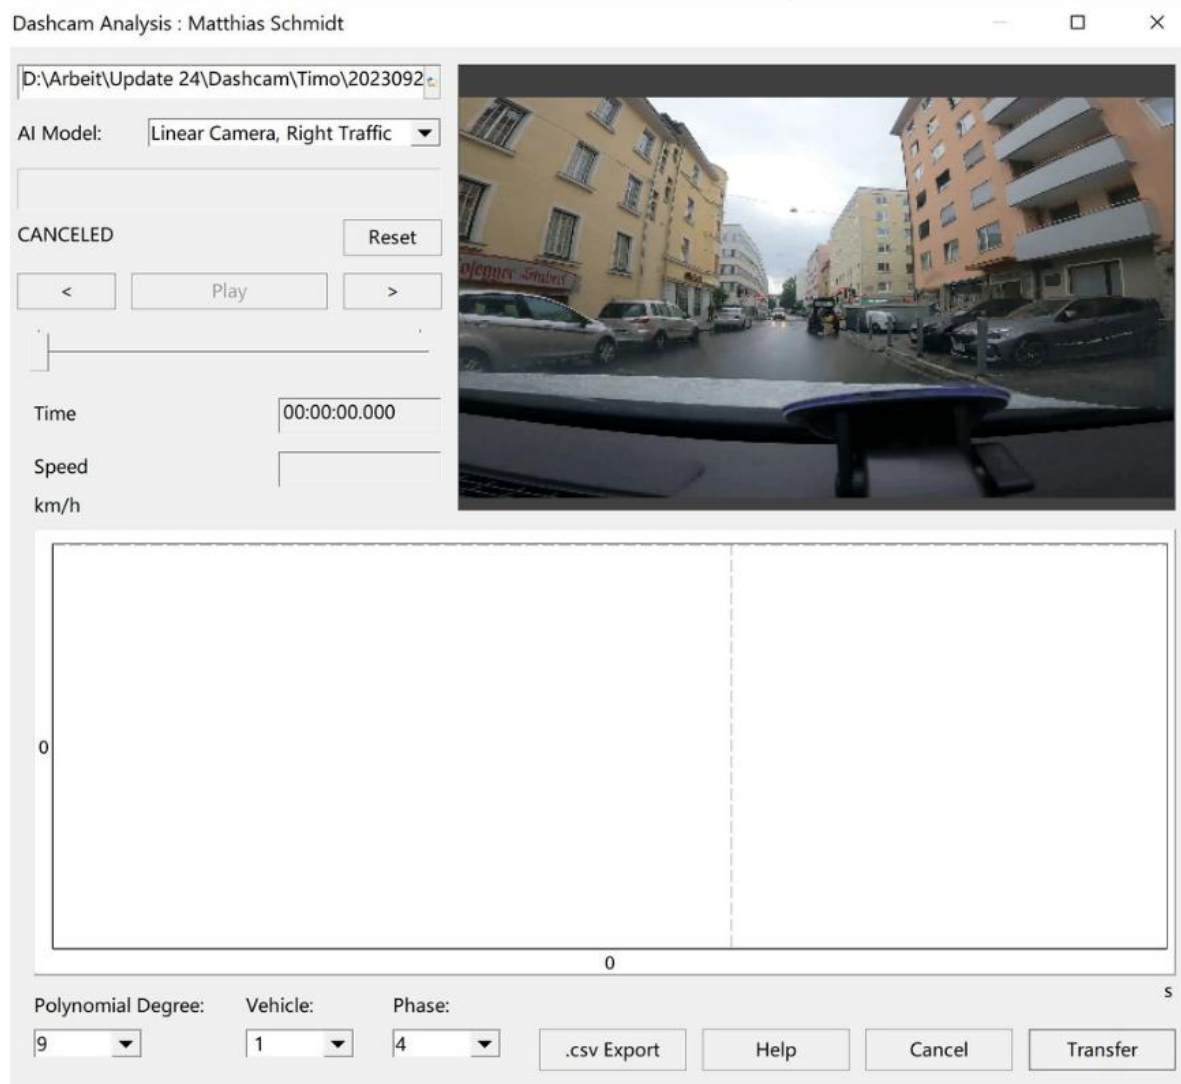 Dashcam Analysis : Matthias Schmidt
D:\Arbeit\Update 24\Dashcam\Timo\2023092
AI Model:
Linear Camera, Right Traffic
CANCELED
Reset
<
Play
>
Time
00:00:00.000
Speed
km/h
0
0
s
Polynomial Degree:
Vehicle:
Phase:
9
1
4
.csv Export
Help
Cancel
Transfer